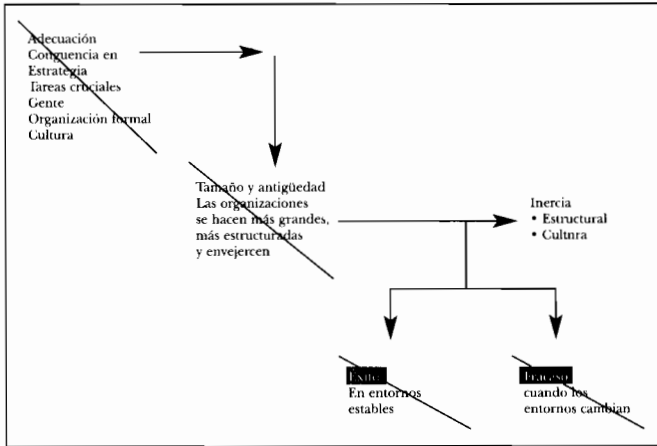 Adecuación
Conguencia en
Estrategia
Tareas cruciales
Gente
Organización formal
Cultura
Tamaño y antigüedad
Las organizaciones
se hacen más grandes,
más estructuradas
y envejercen
Inercia
• Estructural
• Cultnra
Éxito
En entornos
estables
Fracaso
cuando los
entornos cambian